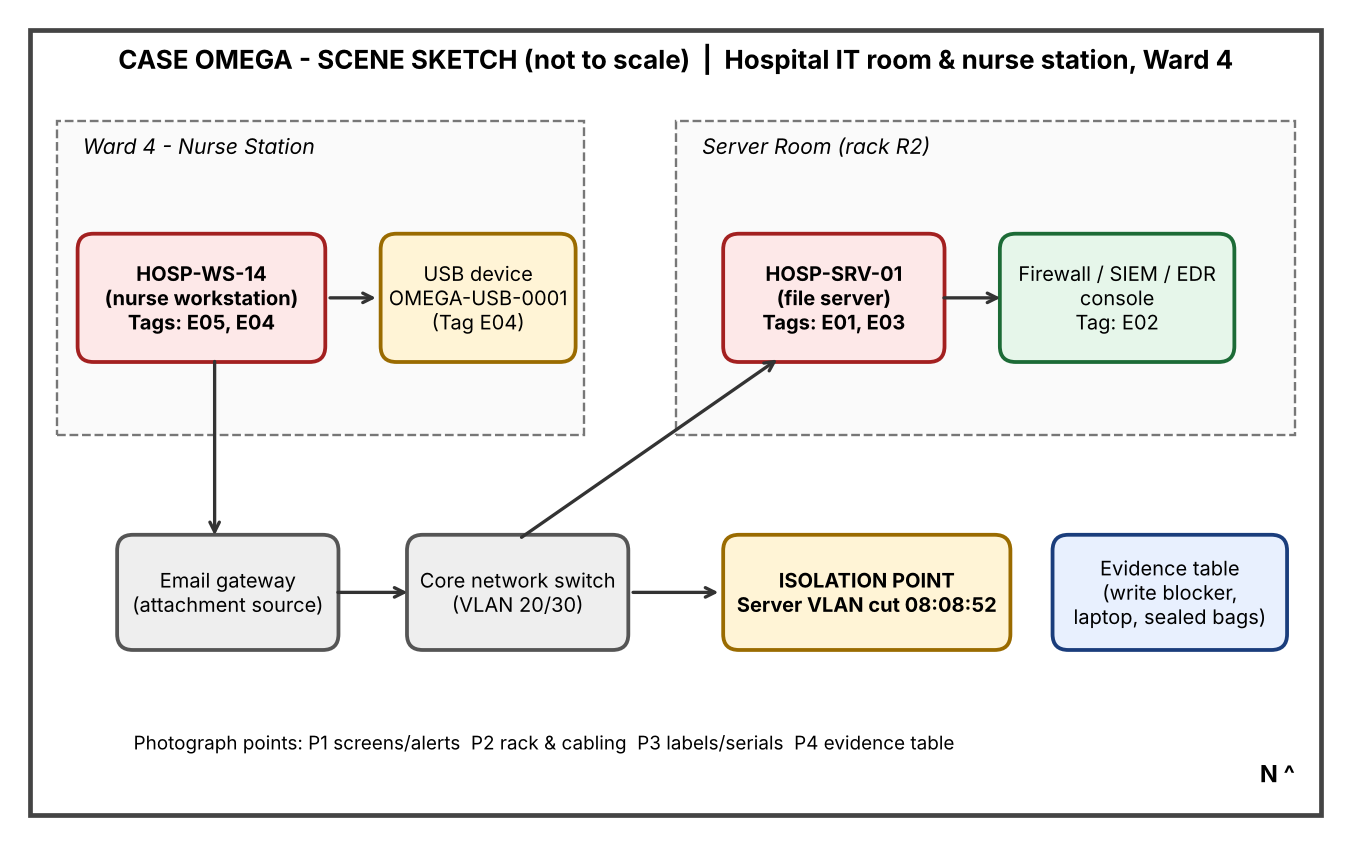 CASE OMEGA - SCENE SKETCH (not to scale) | Hospital IT room & nurse station, Ward 4
Ward 4 - Nurse Station
Server Room (rack R2)
HOSP-WS-14
(nurse workstation)
Tags: E05, E04
USB device
OMEGA-USB-0001
(Tag E04)
HOSP-SRV-01
(file server)
Tags: E01, E03
Firewall / SIEM / EDR
console
Tag: E02
Email gateway
(attachment source)
Core network switch
(VLAN 20/30)
ISOLATION POINT
Server VLAN cut 08:08:52
Evidence table
(write blocker,
laptop, sealed bags)
Photograph points: P1 screens/alerts  P2 rack & cabling  P3 labels/serials  P4 evidence table
N ^